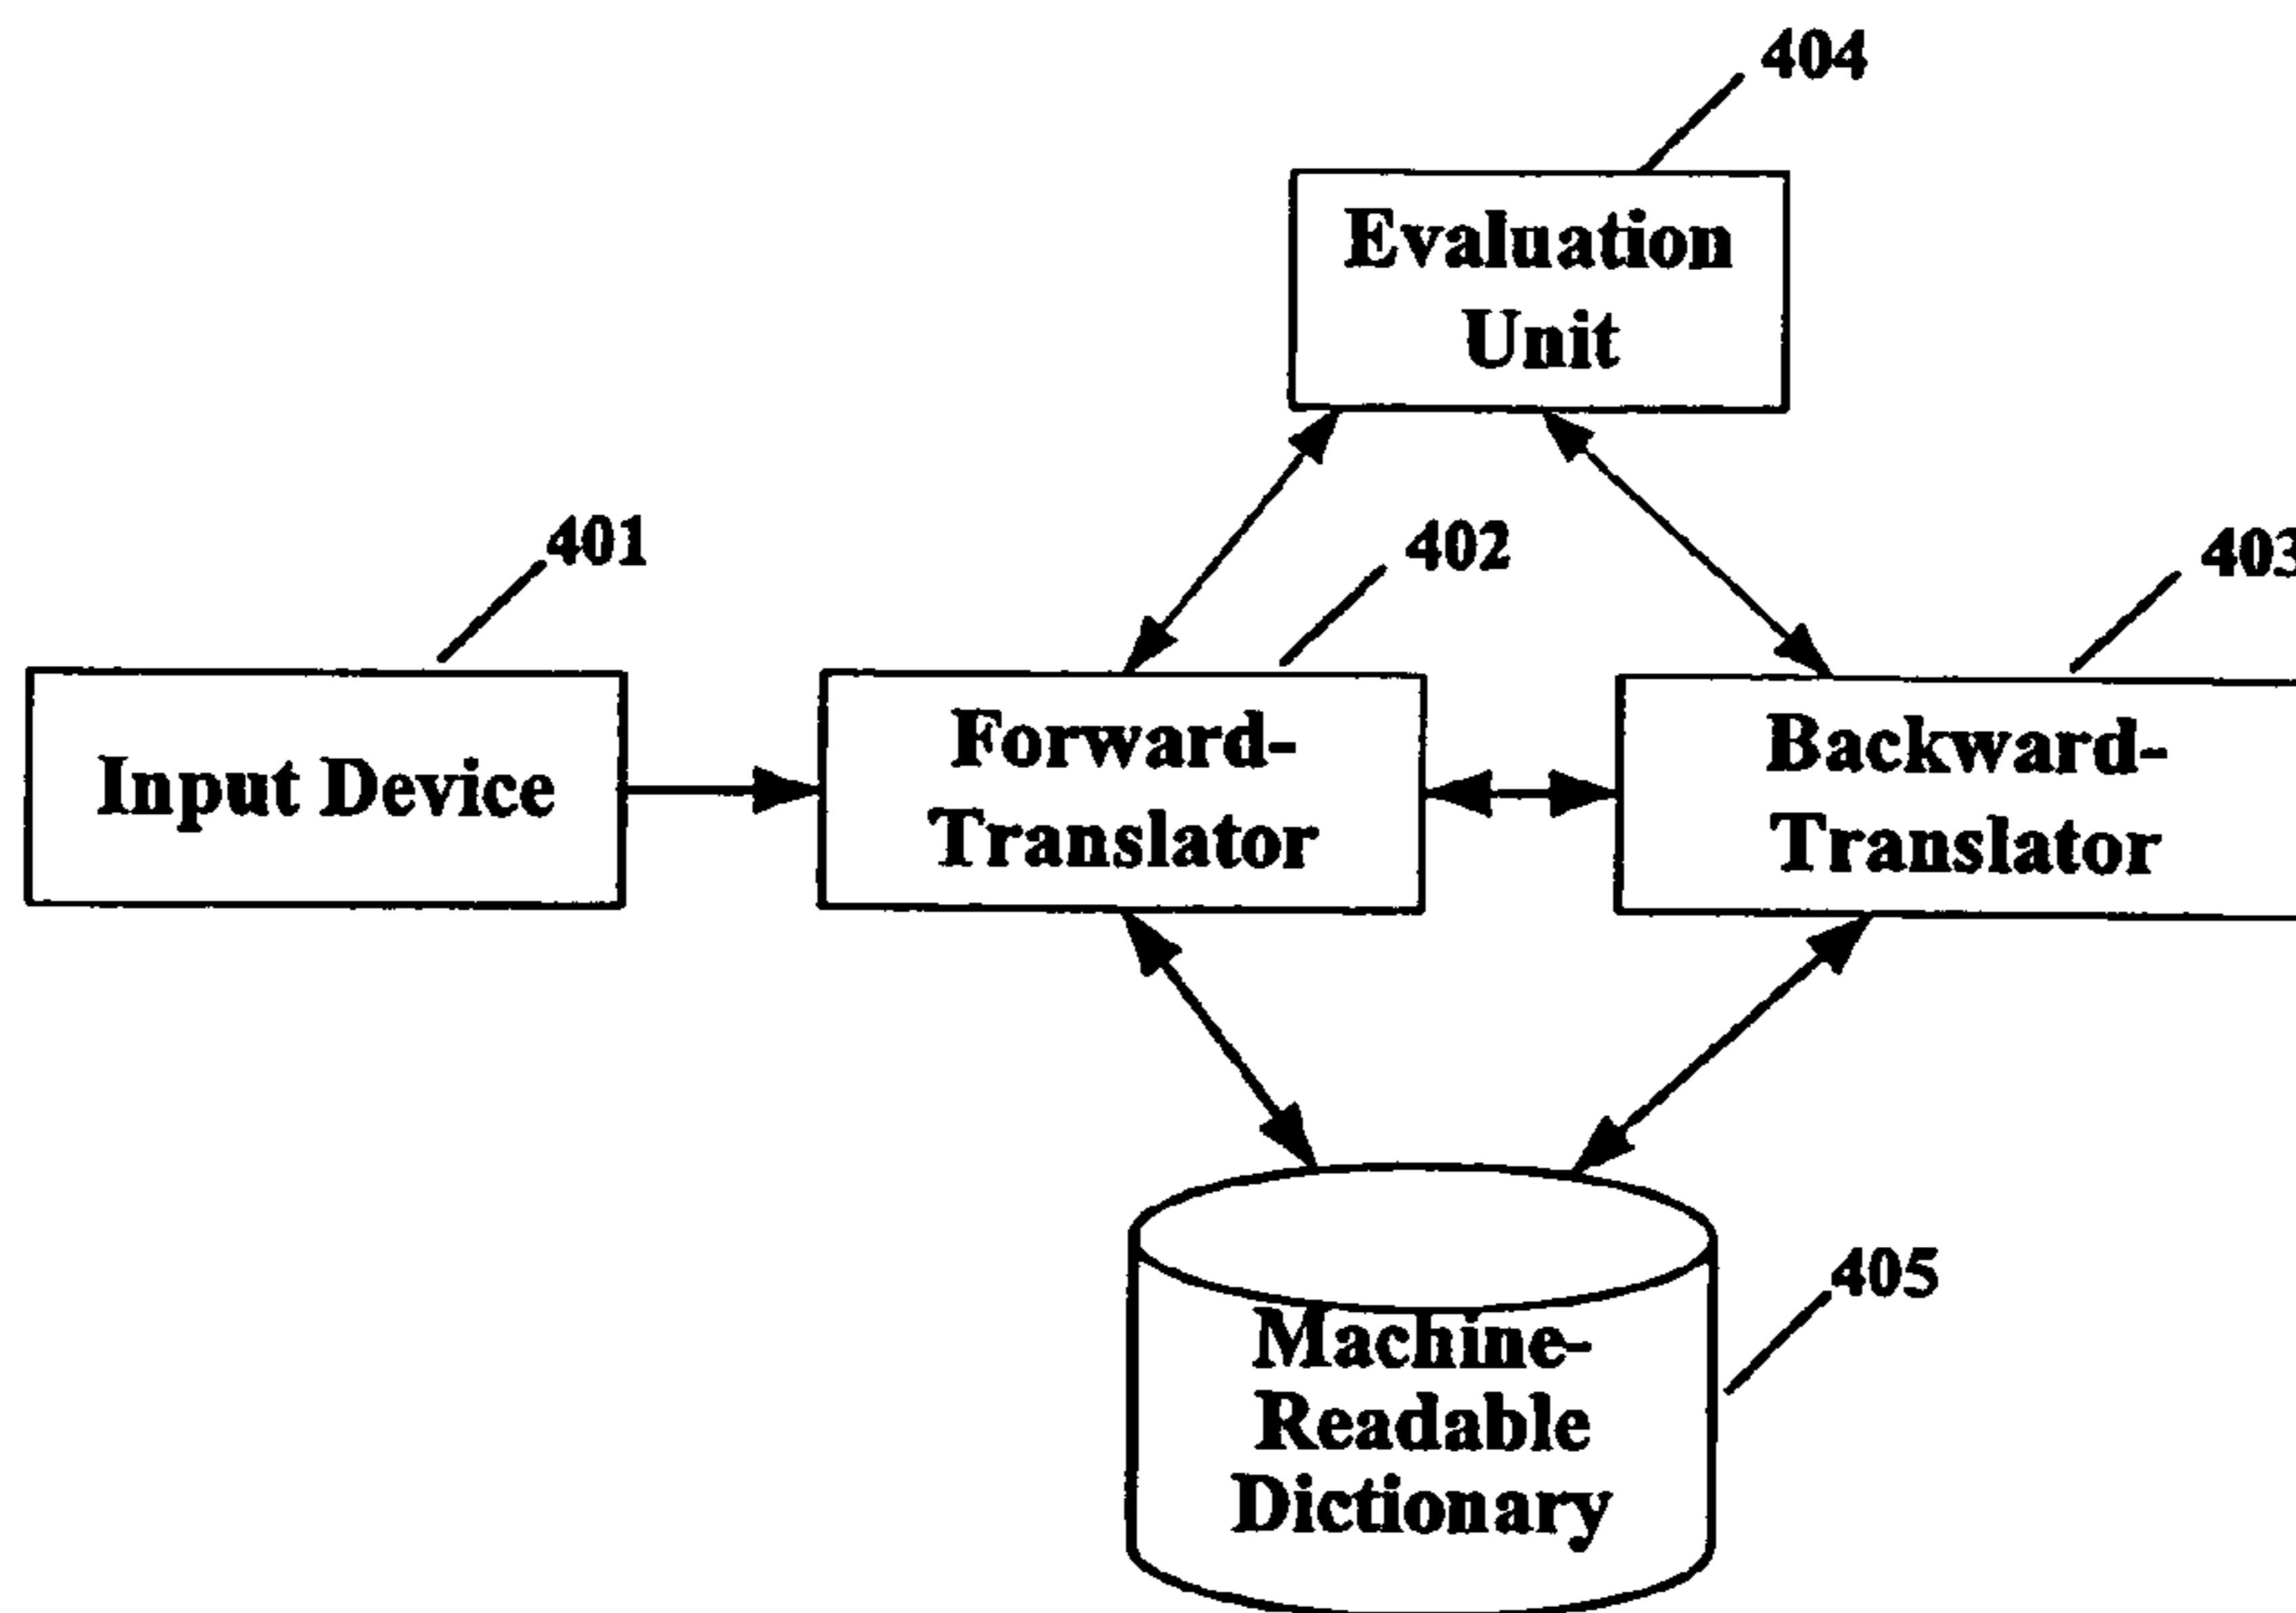 404
Evaluation
Unit
401
402
403
Input Device
Forward-
Translator
Backward-
Translator
405
Machine-
Readable
Dictionary